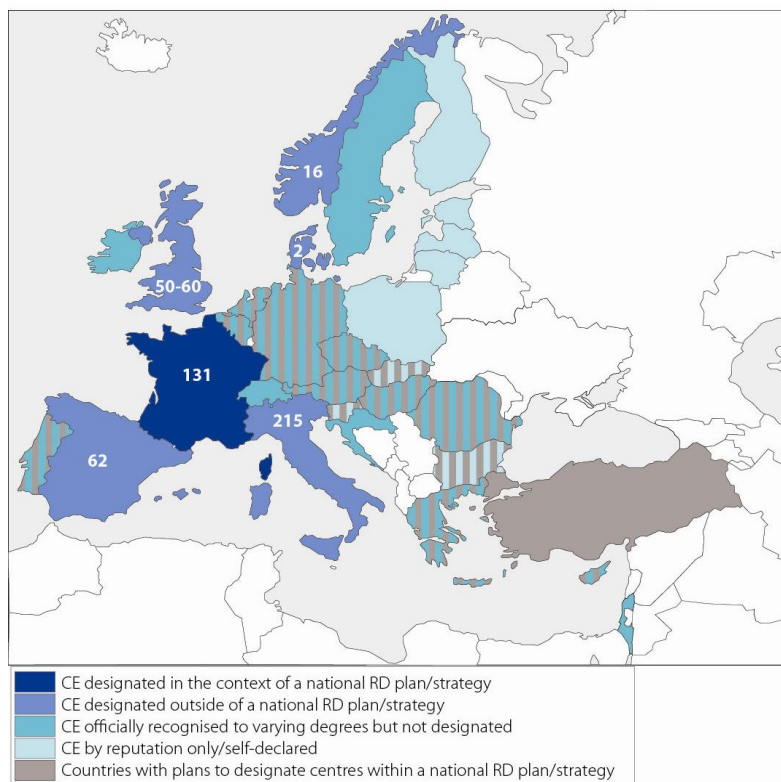 16
2
50-60
131
215
62
CE designated in the context of a national RD plan/strategy
CE designated outside of a national RD plan/strategy
CE officially recognised to varying degrees but not designated
CE by reputation only/self-declared
Countries with plans to designate centres within a national RD plan/strategy